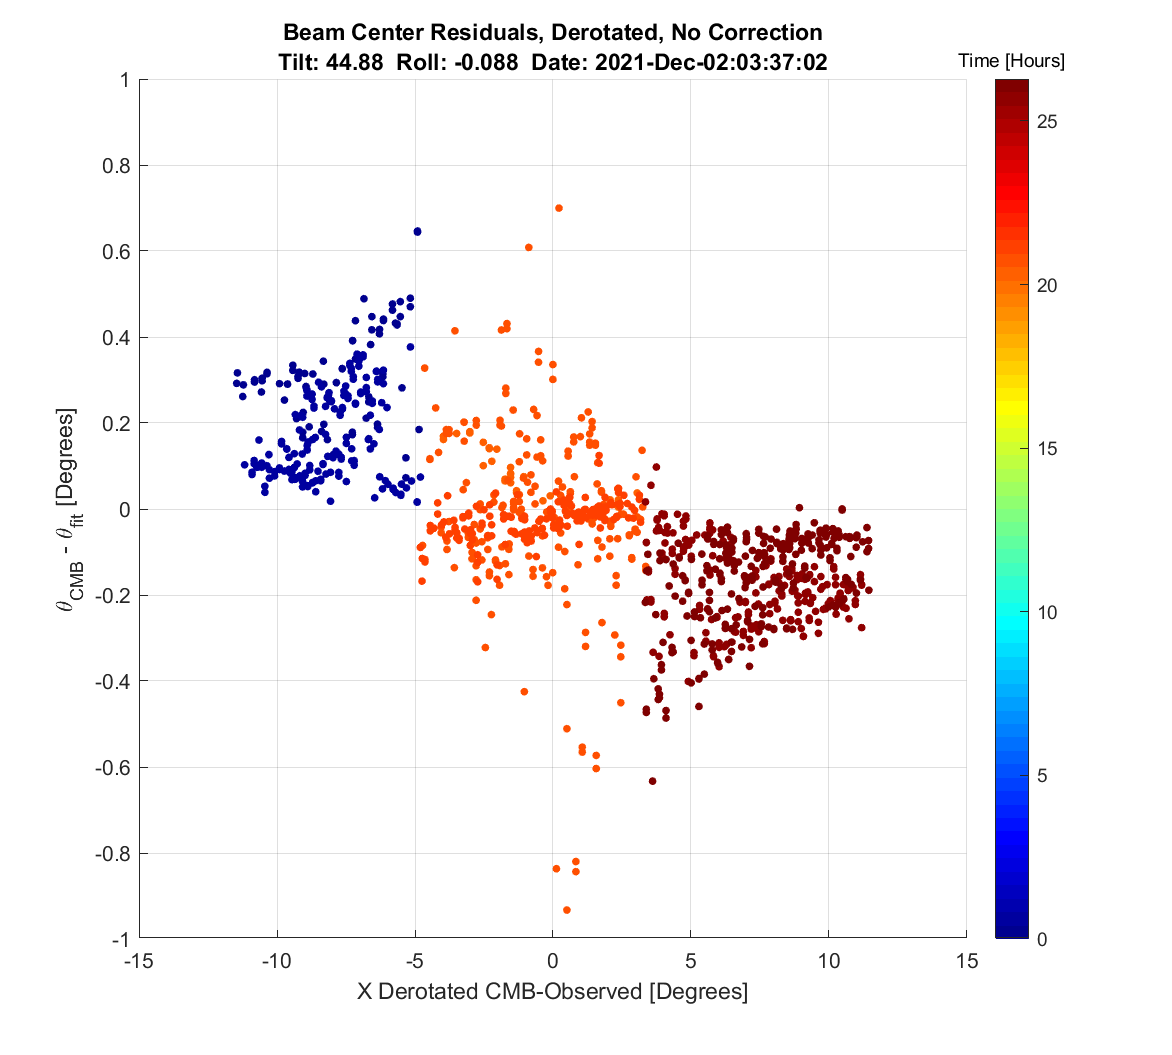 Beam Center Residuals, Derotated, No Correction
Tilt: 44.88 Roll: -0.088 Date: 2021-Dec-02:03:37:02
Time [Hours]
1
0.8
0.6
0.4
0.2
0
-0.2
-0.4
-0.6
-0.8
-1
-15 -10 -5 0 5 10 15
X Derotated CMB-Observed [Degrees]
θCMB - θfit [Degrees]
25
20
15
10
5
0